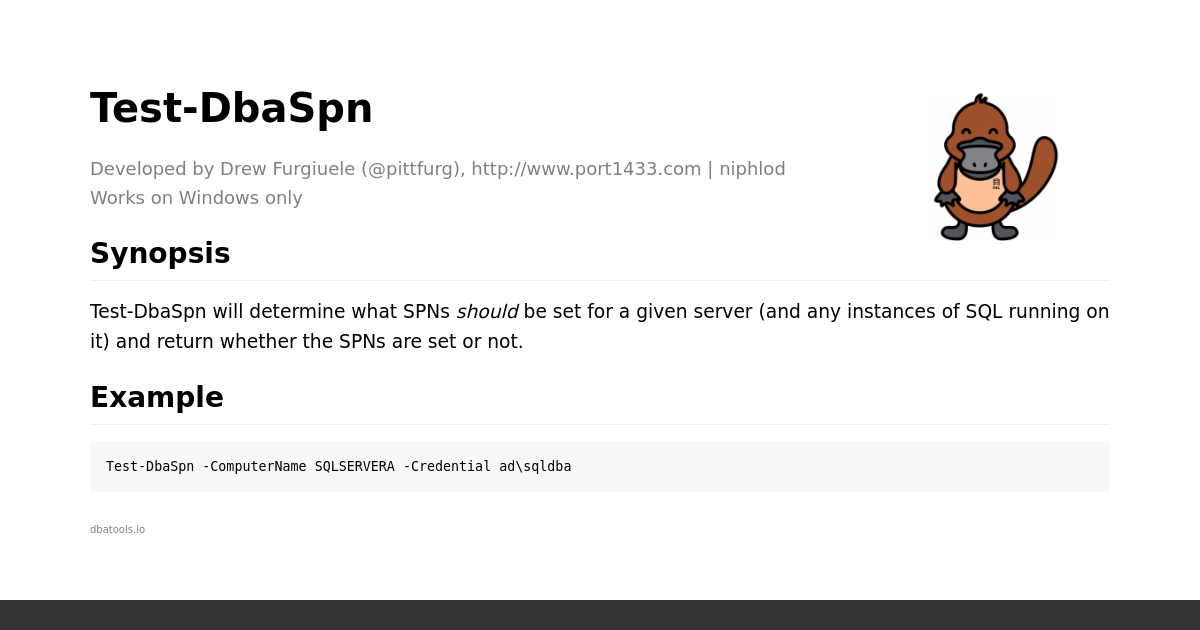 Test-DbaSpn
Developed by Drew Furgiuele (@pittfurg), http://www.port1433.com | niphlod
Works on Windows only
Synopsis
Test-DbaSpn will determine what SPNs should be set for a given server (and any instances of SQL running on
it) and return whether the SPNs are set or not.
Example
Test-DbaSpn -ComputerName SQLSERVERA -Credential ad\sqldba
dbatools.io